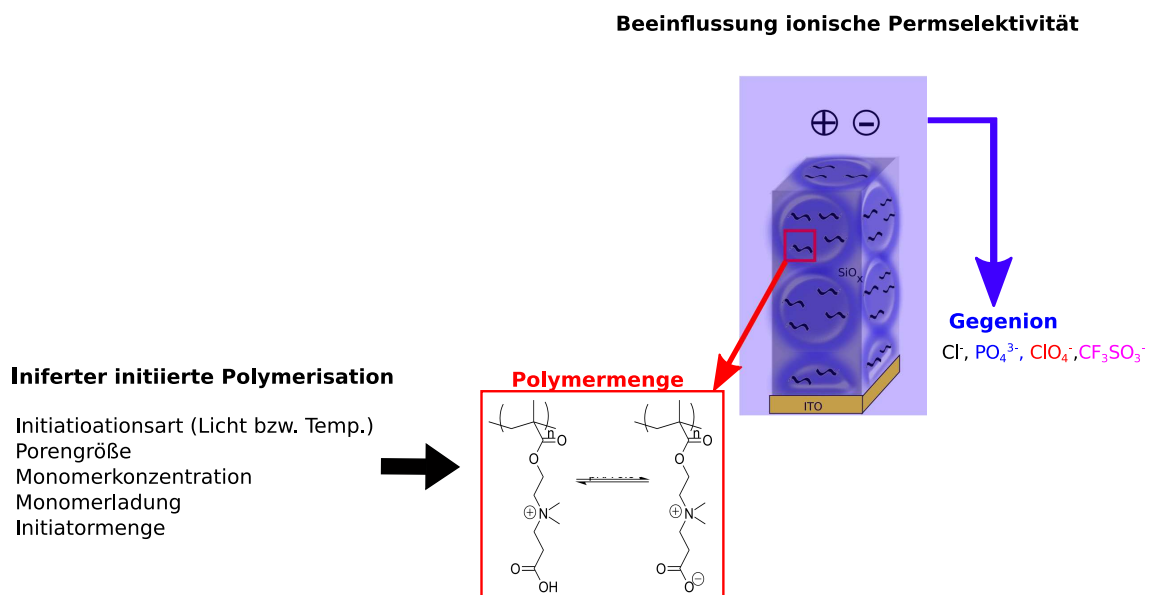 Beeinflussung ionische Permselektivität
SiOx
ITO
Gegenion
Cl⁻, PO₄³⁻, ClO₄⁻,CF₃SO₃⁻
Iniferter initiierte Polymerisation
Initiatioationsart (Licht bzw. Temp.)
Porengröße
Monomerkonzentration
Monomerladung
Initiatormenge
Polymermenge
n n
O O
O O
N N
O O
OH O